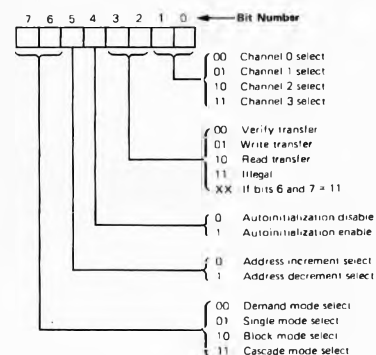 7 6 5 4 3 2 1 0 Bit Number
00 Channel 0 select
01 Channel 1 select
10 Channel 2 select
11 Channel 3 select
00 Verify transfer
01 Write transfer
10 Read transfer
11 Illegal
XX If bits 6 and 7 = 11
0 Autoinitialization disable
1 Autoinitialization enable
0 Address increment select
1 Address decrement select
00 Demand mode select
01 Single mode select
10 Block mode select
11 Cascade mode select